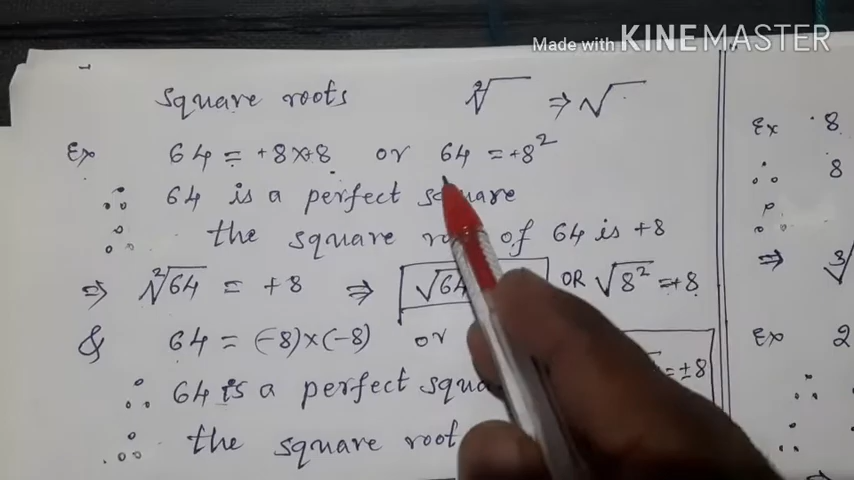 Made with KINEMASTER
square roots ²√ ⇒ √
Ex 64 = +8×+8 or 64 = +8²
∴ 64 is a perfect square
∴ the square of 64 is +8
⇒ ²√64 = +8 ⇒ √64 OR √8² = +8
& 64 = (-8)×(-8) or
= ±8
∴ 64 is a perfect
∴ the square root
Ex 8
∴ 8
∴
⇒ ³√
Ex 2
∴
∴